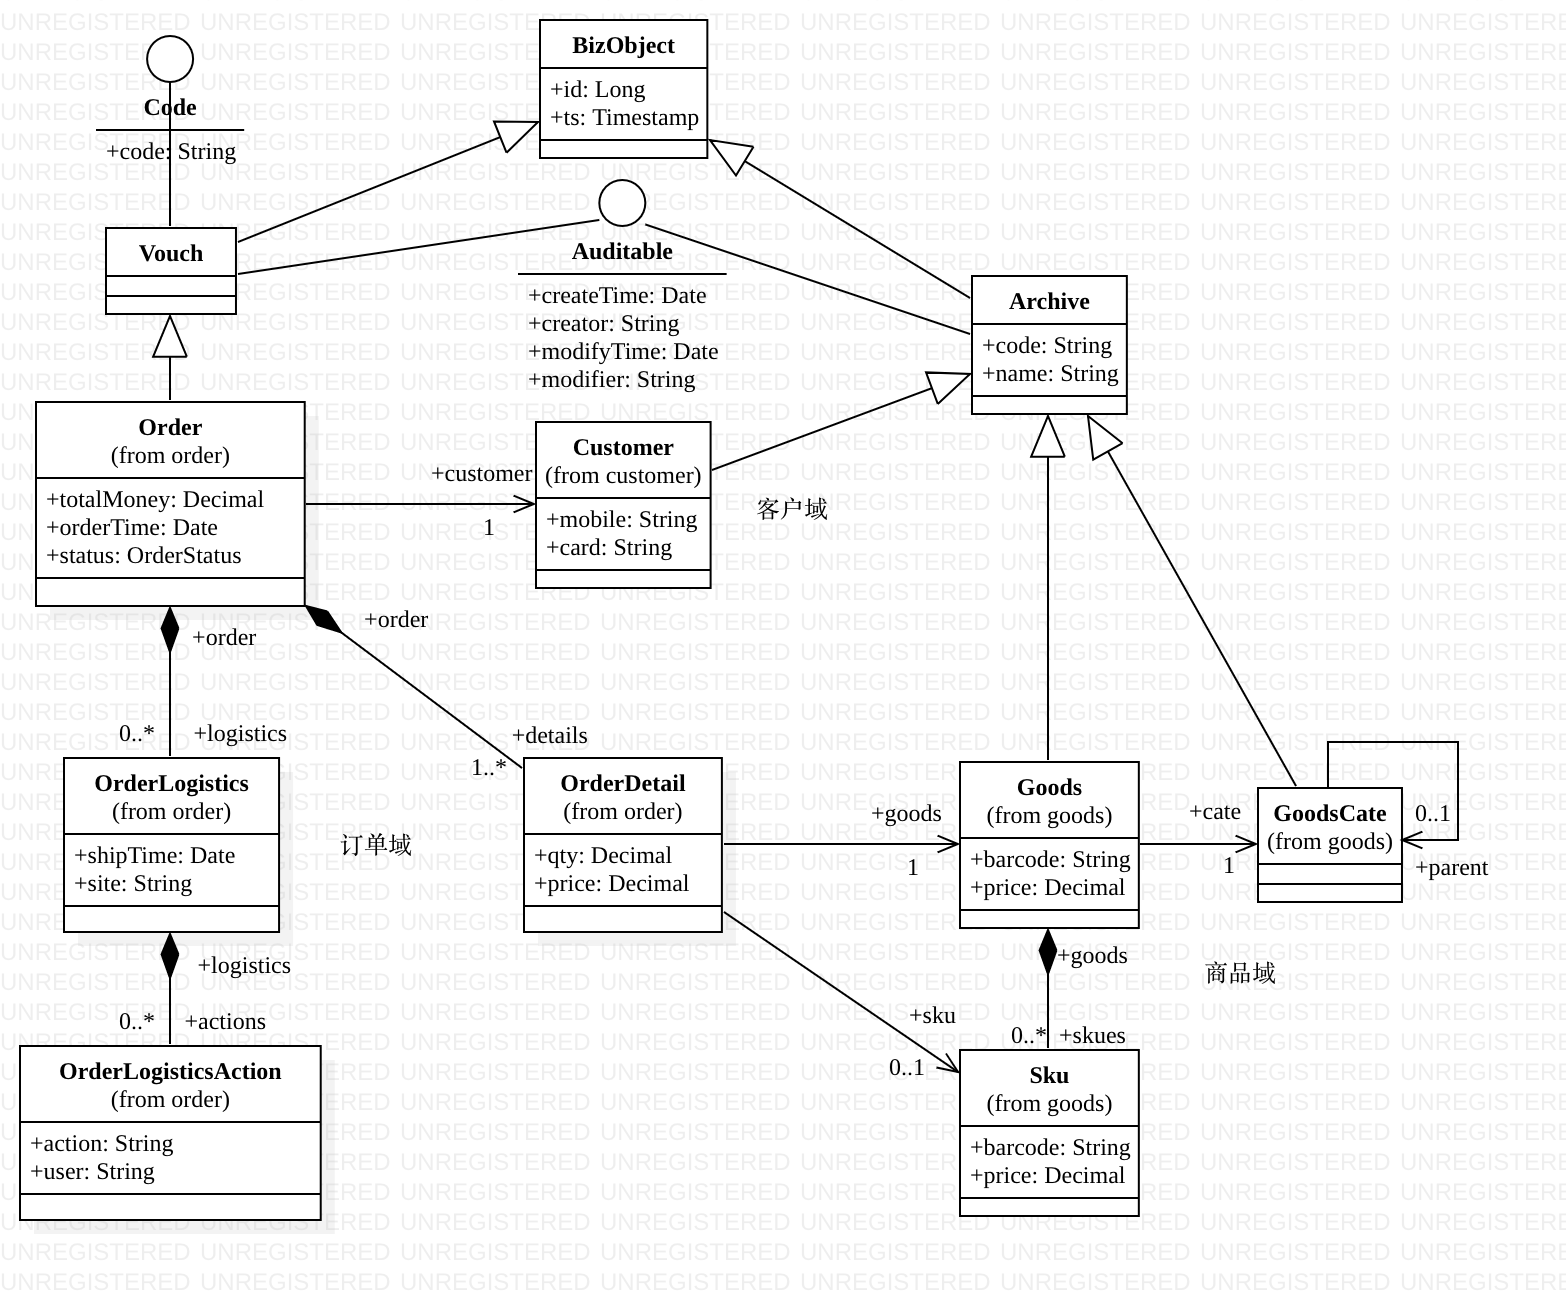 BizObject
+id: Long
+ts: Timestamp
Code
+code: String
Vouch
Auditable
+createTime: Date
+creator: String
+modifyTime: Date
+modifier: String
Archive
+code: String
+name: String
Order
(from order)
+totalMoney: Decimal
+orderTime: Date
+status: OrderStatus
+customer
1
Customer
(from customer)
+mobile: String
+card: String
客户域
+order
+order
0..*
+logistics
+details
1..*
OrderLogistics
(from order)
+shipTime: Date
+site: String
订单域
OrderDetail
(from order)
+qty: Decimal
+price: Decimal
+goods
1
Goods
(from goods)
+barcode: String
+price: Decimal
+cate
1
GoodsCate
(from goods)
0..1
+parent
+logistics
0..*
+actions
+goods
商品域
+sku
0..1
0..*
+skues
OrderLogisticsAction
(from order)
+action: String
+user: String
Sku
(from goods)
+barcode: String
+price: Decimal
UNREGISTERED